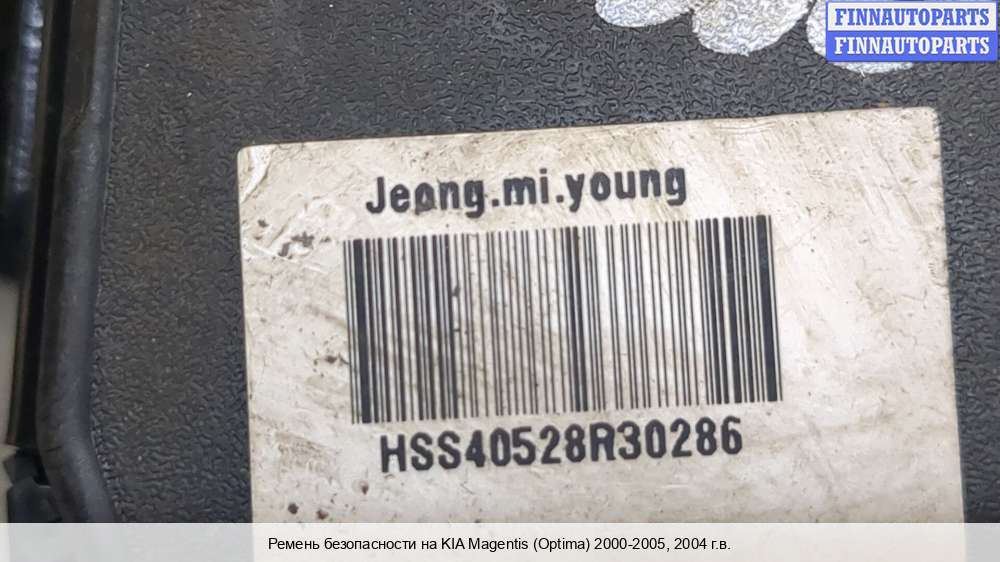 FINNAUTOPARTS
FINNAUTOPARTS
Jeong.mi.young
HSS40528R30286
Ремень безопасности на KIA Magentis (Optima) 2000-2005, 2004 г.в.